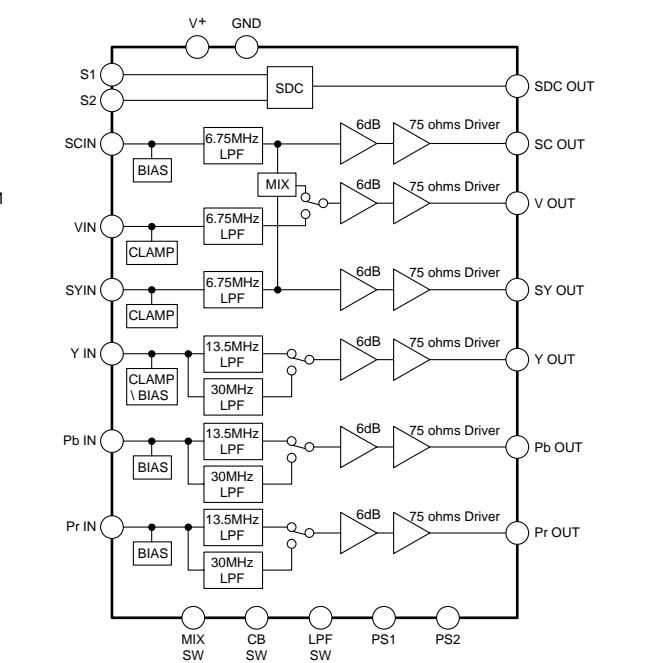 V+ GND
S1
S2
SDC
SDC OUT
SCIN
BIAS
6.75MHz
LPF
6dB
75 ohms Driver
SC OUT
MIX
6dB
75 ohms Driver
V OUT
VIN
CLAMP
6.75MHz
LPF
SYIN
CLAMP
6.75MHz
LPF
6dB
75 ohms Driver
SY OUT
Y IN
CLAMP
\ BIAS
13.5MHz
LPF
30MHz
LPF
6dB
75 ohms Driver
Y OUT
Pb IN
BIAS
13.5MHz
LPF
30MHz
LPF
6dB
75 ohms Driver
Pb OUT
Pr IN
BIAS
13.5MHz
LPF
30MHz
LPF
6dB
75 ohms Driver
Pr OUT
MIX
SW
CB
SW
LPF
SW
PS1
PS2